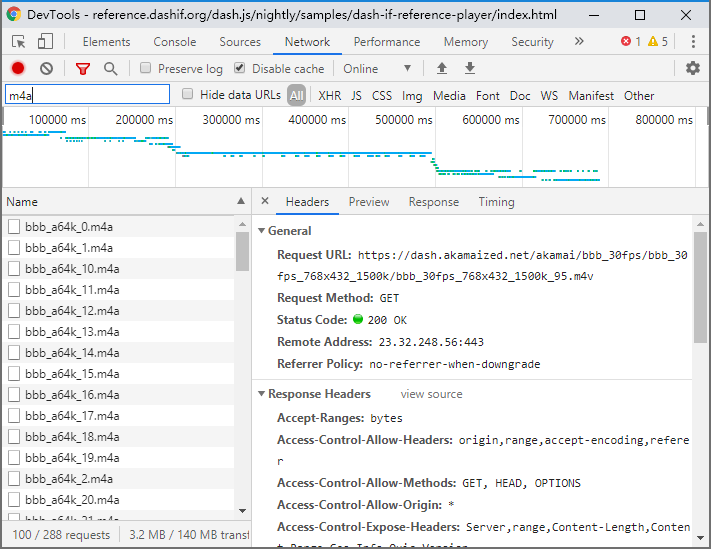 DevTools - reference.dashif.org/dash.js/nightly/samples/dash-if-reference-player/index.html
Elements Sources Network Performance Memory Security » 1 5
Preserve log Disable cache Online
m4a Hide data URLs All XHR JS CSS Img Media Font Doc WS Manifest Other
100000 ms 200000 ms 300000 ms 400000 ms 500000 ms 600000 ms 700000 ms 800000 ms
Name
bbb_a64k_0.m4a
bbb_a64k_1.m4a
bbb_a64k_10.m4a
bbb_a64k_11.m4a
bbb_a64k_12.m4a
bbb_a64k_13.m4a
bbb_a64k_14.m4a
bbb_a64k_15.m4a
bbb_a64k_16.m4a
bbb_a64k_17.m4a
bbb_a64k_18.m4a
bbb_a64k_19.m4a
bbb_a64k_2.m4a
bbb_a64k_20.m4a
bbb_a64k_21.m4a
100 / 288 requests 3.2 MB / 140 MB transf
Headers Preview Response Timing
General
Request URL: https://dash.akamaized.net/akamai/bbb_30fps/bbb_30
fps_768x432_1500k/bbb_30fps_768x432_1500k_95.m4v
Request Method: GET
Status Code: 200 OK
Remote Address: 23.32.248.56:443
Referrer Policy: no-referrer-when-downgrade
Response Headers view source
Accept-Ranges: bytes
Access-Control-Allow-Headers: origin,range,accept-encoding,refere
r
Access-Control-Allow-Methods: GET, HEAD, OPTIONS
Access-Control-Allow-Origin: *
Access-Control-Expose-Headers: Server,range,Content-Length,Conten